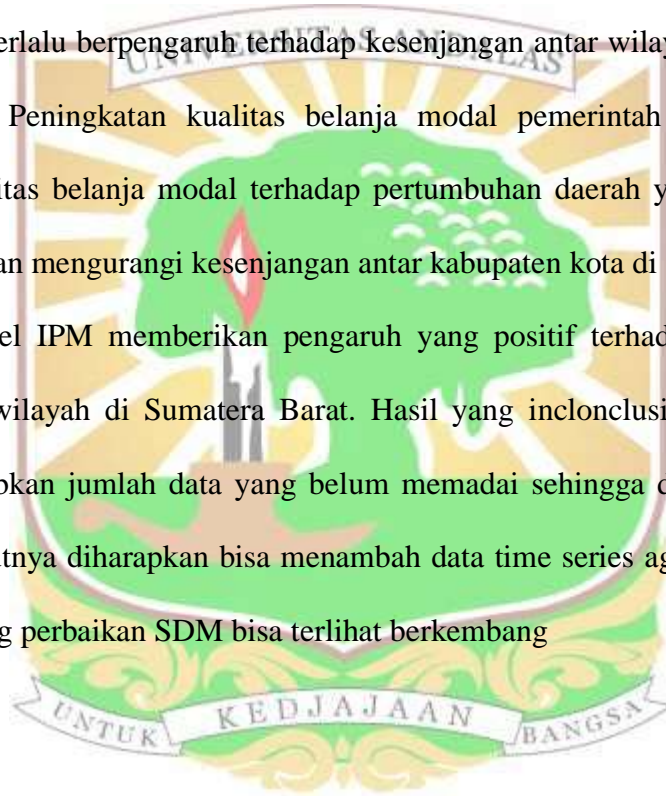 erlalu berpengaruh terhadap kesenjangan antar wilay
UNIVERSITAS ANDALAS
Peningkatan kualitas belanja modal pemerintah
itas belanja modal terhadap pertumbuhan daerah y
an mengurangi kesenjangan antar kabupaten kota di
el IPM memberikan pengaruh yang positif terhad
wilayah di Sumatera Barat. Hasil yang inclonclusi
bkan jumlah data yang belum memadai sehingga d
utnya diharapkan bisa menambah data time series ag
g perbaikan SDM bisa terlihat berkembang
UNTUK KEDJAJAAN BANGSA